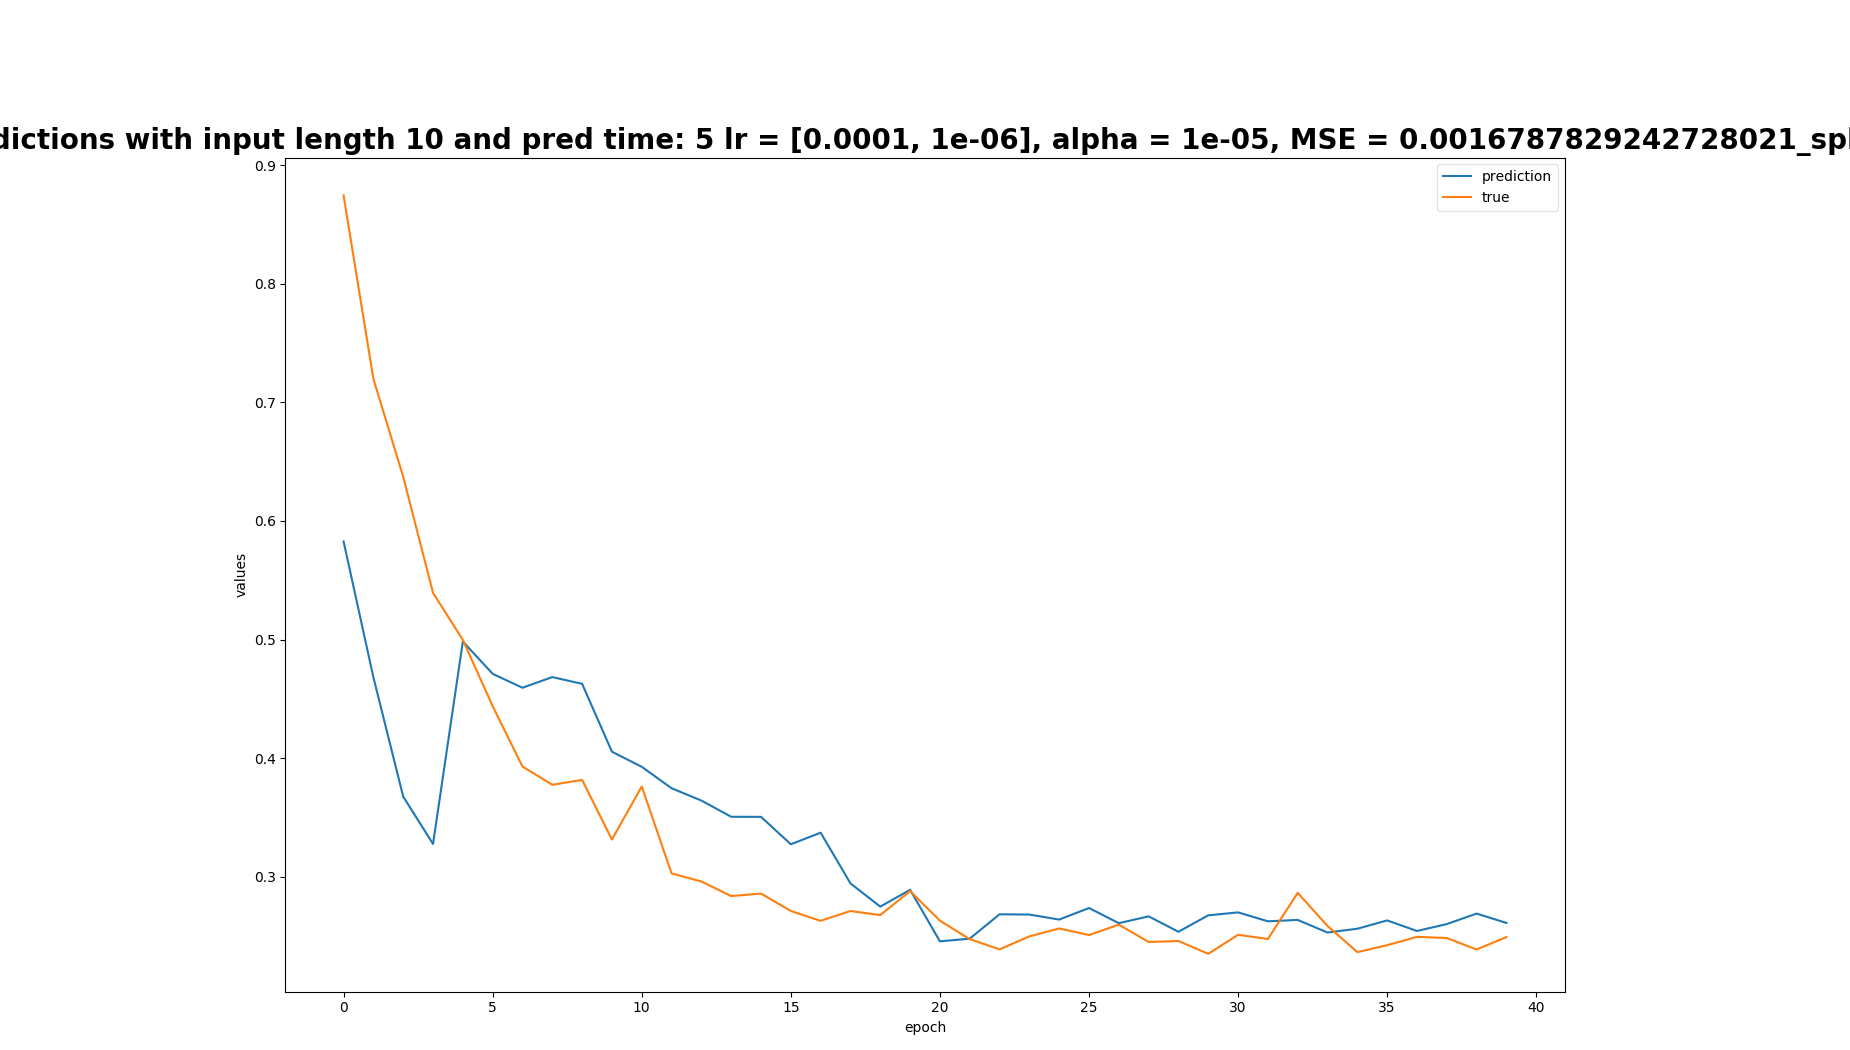 dictions with input length 10 and pred time: 5 lr = [0.0001, 1e-06], alpha = 1e-05, MSE = 0.0016787829242728021_spl
prediction
true
0.9
0.8
0.7
0.6
0.5
0.4
0.3
values
0 5 10 15 20 25 30 35 40
epoch